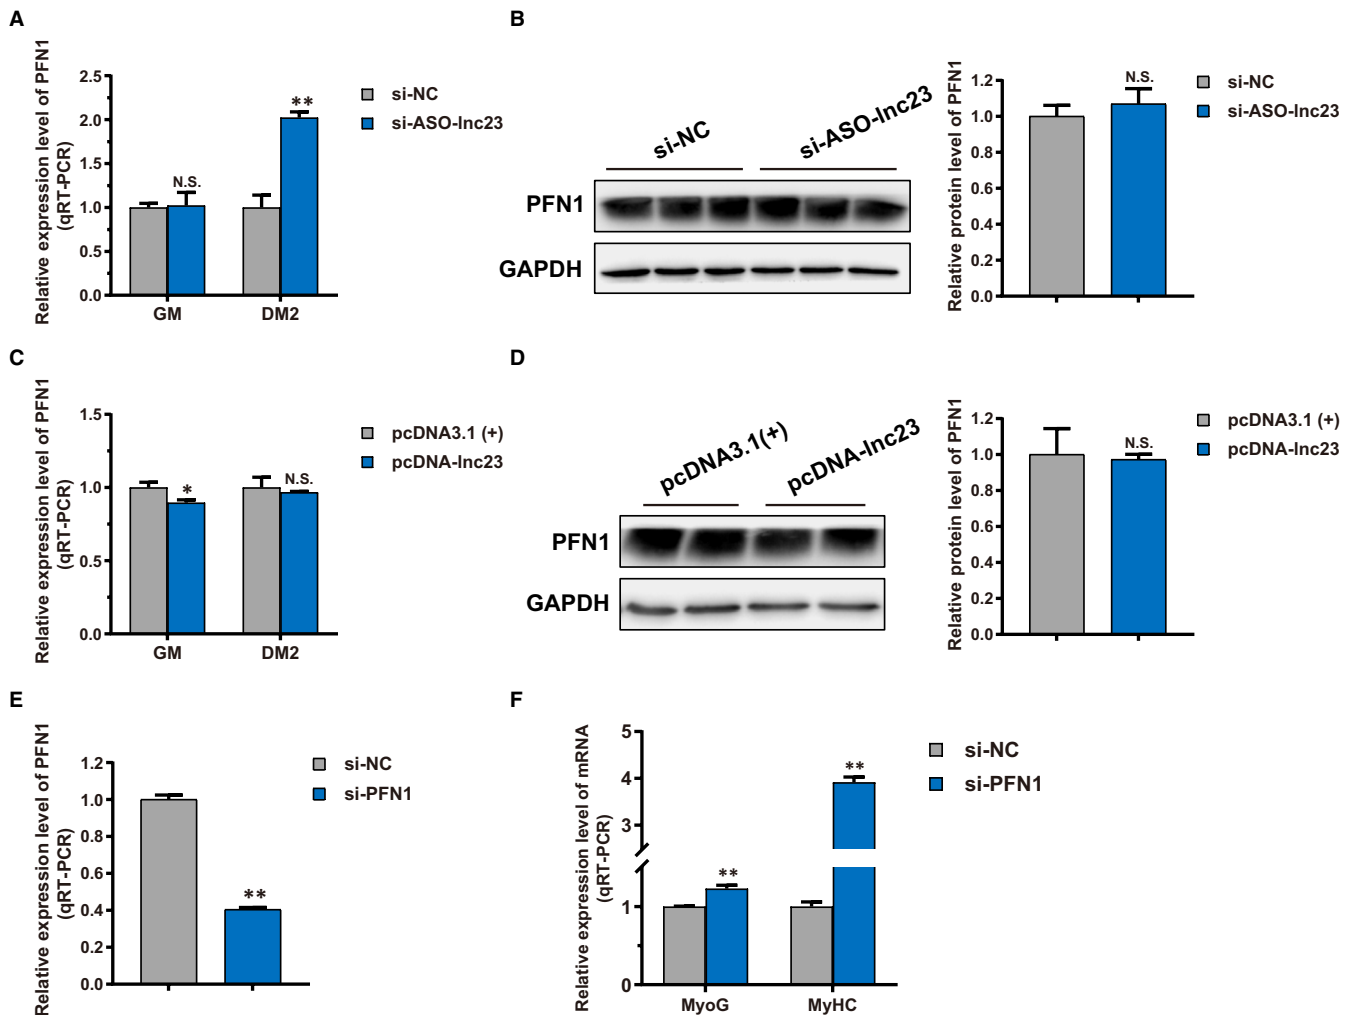 A
Relative expression level of PFN1
(qRT-PCR)
2.5
2.0
1.5
1.0
0.5
0.0
N.S.
**
GM
DM2
si-NC
si-ASO-lnc23
B
si-NC
si-ASO-lnc23
PFN1
GAPDH
Relative protein level of PFN1
1.2
1.0
0.8
0.6
0.4
0.2
0.0
N.S.
si-NC
si-ASO-lnc23
C
Relative expression level of PFN1
(qRT-PCR)
1.5
1.0
0.5
0.0
*
N.S.
GM
DM2
pcDNA3.1 (+)
pcDNA-lnc23
D
pcDNA3.1(+)
pcDNA-lnc23
PFN1
GAPDH
Relative protein level of PFN1
1.2
1.0
0.8
0.6
0.4
0.2
0.0
N.S.
pcDNA3.1 (+)
pcDNA-lnc23
E
Relative expression level of PFN1
(qRT-PCR)
1.2
1.0
0.8
0.6
0.4
0.2
0.0
**
si-NC
si-PFN1
F
Relative expression level of mRNA
(qRT-PCR)
5
4
3
1
0
**
**
MyoG
MyHC
si-NC
si-PFN1